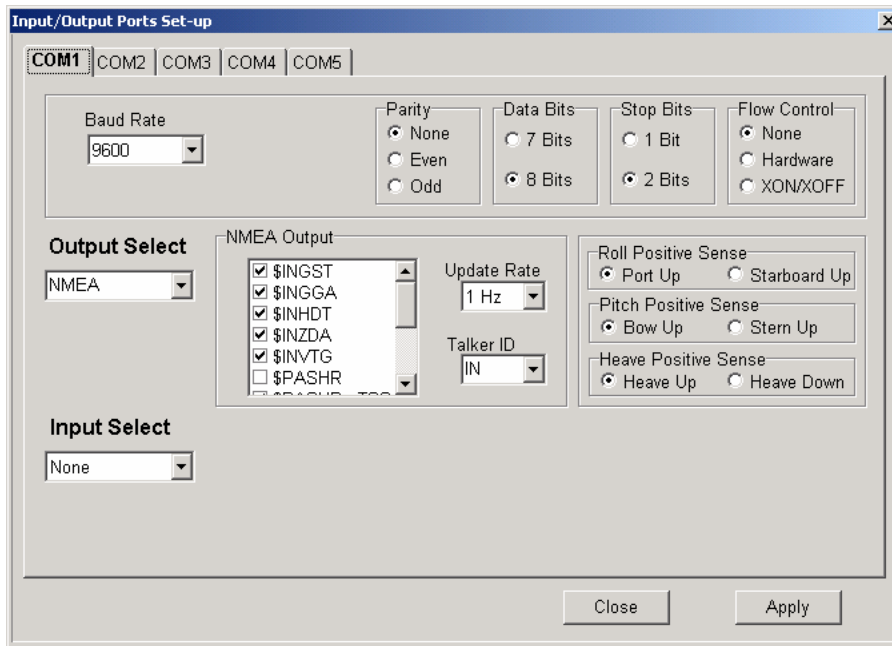 Input/Output Ports Set-up
COM1 COM2 COM3 COM4 COM5
Baud Rate
9600
Parity
None
Even
Odd
Data Bits
7 Bits
8 Bits
Stop Bits
1 Bit
2 Bits
Flow Control
None
Hardware
XON/XOFF
Output Select
NMEA
NMEA Output
$INGST
$INGGA
$INHDT
$INZDA
$INVTG
$PASHR
Update Rate
1 Hz
Talker ID
IN
Roll Positive Sense
Port Up Starboard Up
Pitch Positive Sense
Bow Up Stern Up
Heave Positive Sense
Heave Up Heave Down
Input Select
None
Close Apply